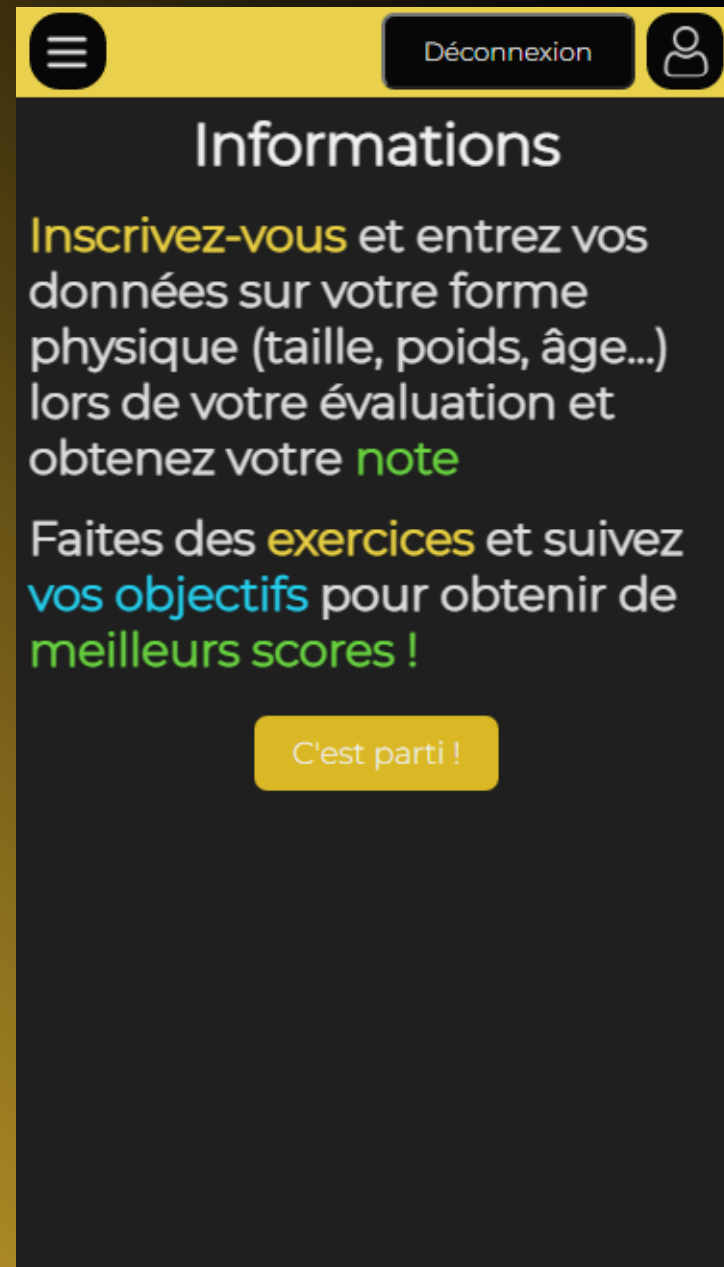 Déconnexion
Informations
Inscrivez-vous et entrez vos
données sur votre forme
physique (taille, poids, âge...)
lors de votre évaluation et
obtenez votre note
Faites des exercices et suivez
vos objectifs pour obtenir de
meilleurs scores !
C'est parti !